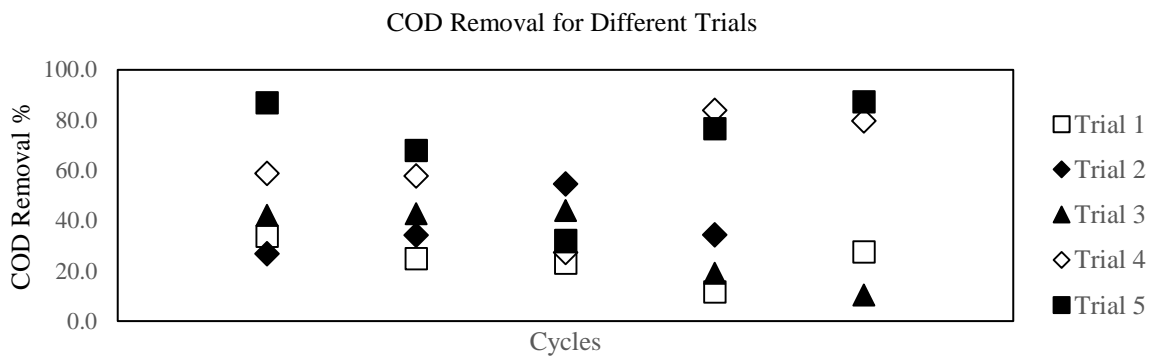 COD Removal for Different Trials
COD Removal %
100.0
80.0
60.0
40.0
20.0
0.0
Cycles
Trial 1
Trial 2
Trial 3
Trial 4
Trial 5